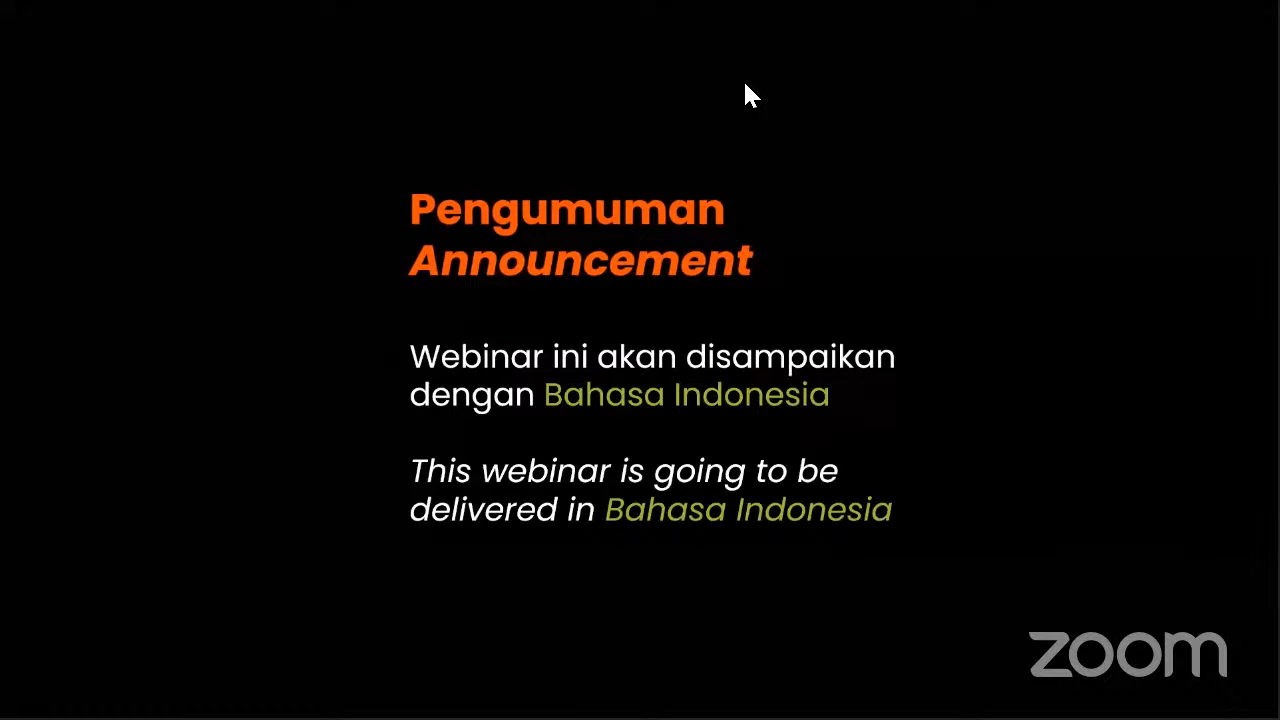 Pengumuman
Announcement
Webinar ini akan disampaikan
dengan Bahasa Indonesia
This webinar is going to be
delivered in Bahasa Indonesia
zoom